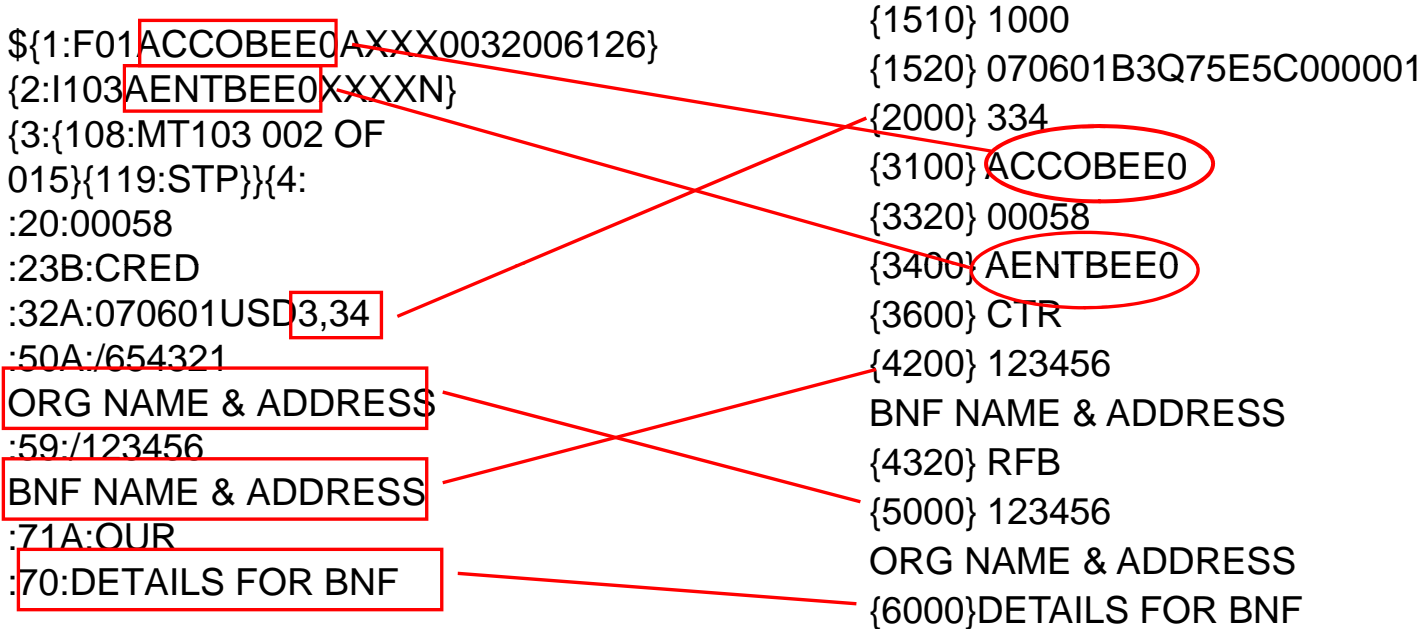 ${1:F01ACCOBEE0AXXX0032006126}
{2:I103AENTBEE0XXXXN}
{3:{108:MT103 002 OF
015}{119:STP}}{4:
:20:00058
:23B:CRED
:32A:070601USD3,34
:50A:/654321
ORG NAME & ADDRESS
:59:/123456
BNF NAME & ADDRESS
:71A:OUR
:70:DETAILS FOR BNF
{1510} 1000
{1520} 070601B3Q75E5C000001
{2000} 334
{3100} ACCOBEE0
{3320} 00058
{3400} AENTBEE0
{3600} CTR
{4200} 123456
BNF NAME & ADDRESS
{4320} RFB
{5000} 123456
ORG NAME & ADDRESS
{6000}DETAILS FOR BNF